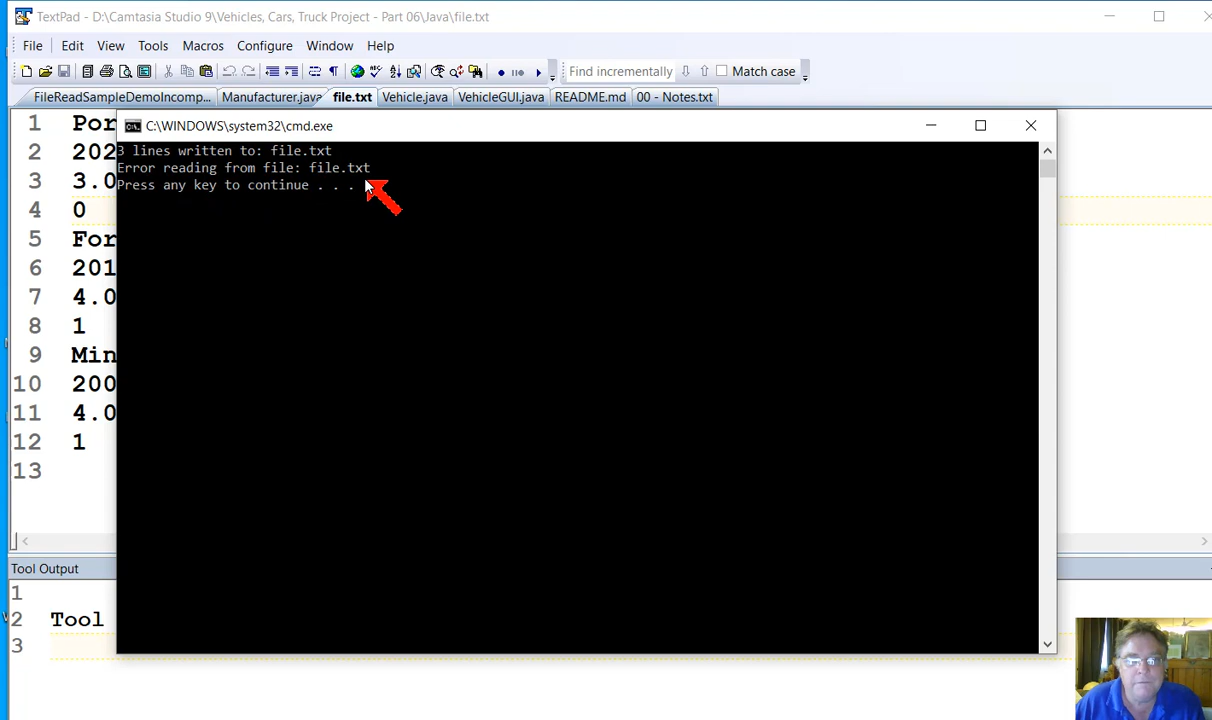 TextPad - D:\Camtasia Studio 9\Vehicles, Cars, Truck Project - Part 06\Java\file.txt
File Edit View Tools Macros Configure Window Help
Find incrementally Match case
FileReadSampleDemoIncomp... Manufacturer.java file.txt Vehicle.java VehicleGUI.java README.md 00 - Notes.txt
C:\WINDOWS\system32\cmd.exe
3 lines written to: file.txt
Error reading from file: file.txt
Press any key to continue . . .
1 Por
2 202
3 3.0
4 0
5 For
6 201
7 4.0
8 1
9 Min
10 200
11 4.0
12 1
13
Tool Output
1
2 Tool
3